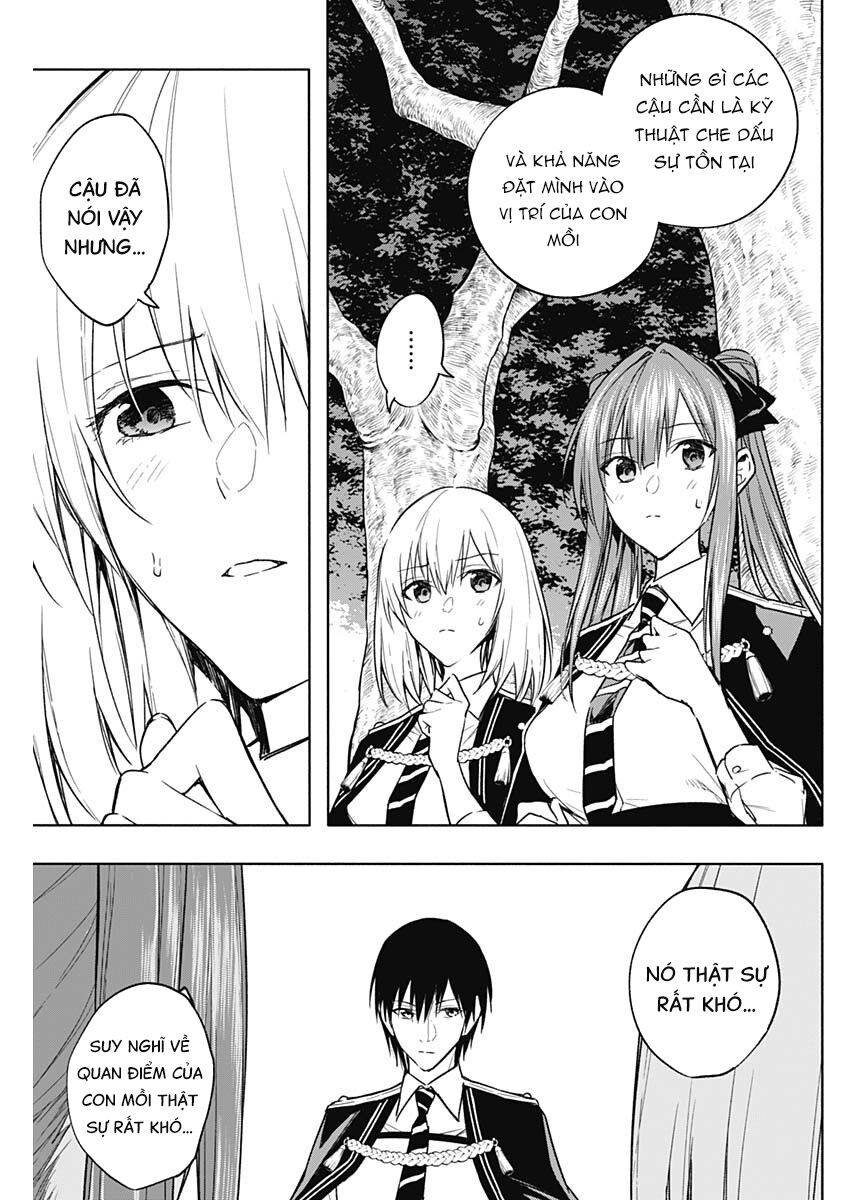 NHỮNG GÌ CÁC
CẬU CẦN LÀ KỸ
THUẬT CHE DẤU
SỰ TỒN TẠI
VÀ KHẢ NĂNG
ĐẶT MÌNH VÀO
VỊ TRÍ CỦA CON
MỒI
......
CẬU ĐÃ
NÓI VẬY
NHƯNG...
NÓ THẬT SỰ
RẤT KHÓ...
SUY NGHĨ VỀ
QUAN ĐIỂM CỦA
CON MỒI THẬT
SỰ RẤT KHÓ...